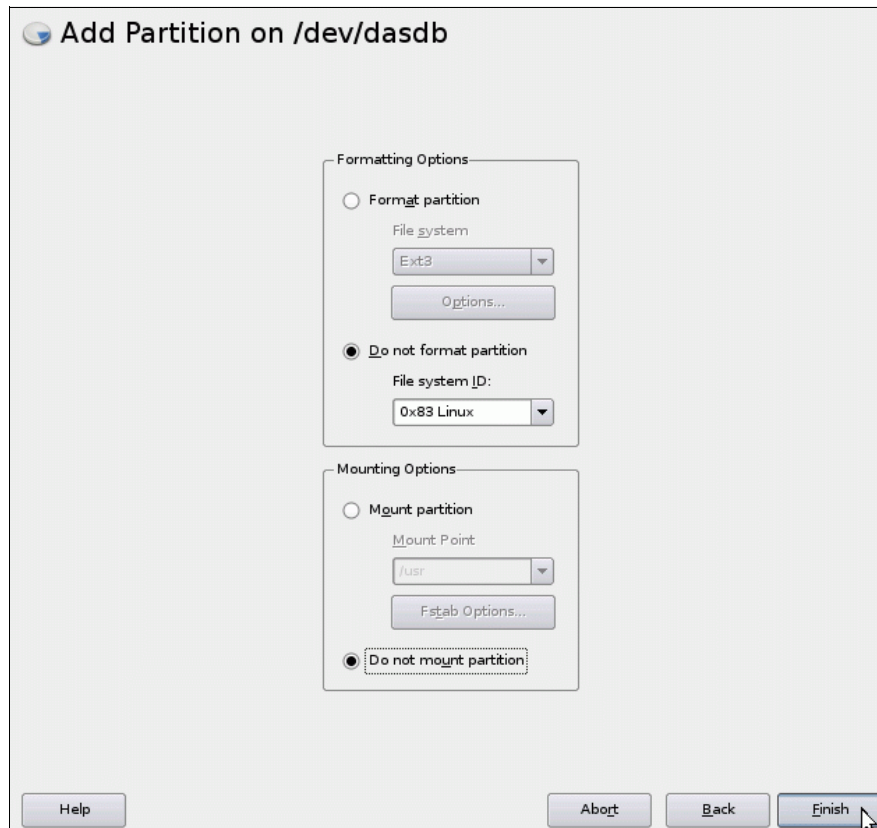 Add Partition on /dev/dasdb
Formatting Options
Format partition
File system
Ext3
Options...
Do not format partition
File system ID:
0x83 Linux
Mounting Options
Mount partition
Mount Point
/usr
Fstab Options...
Do not mount partition
Help
Abort
Back
Finish